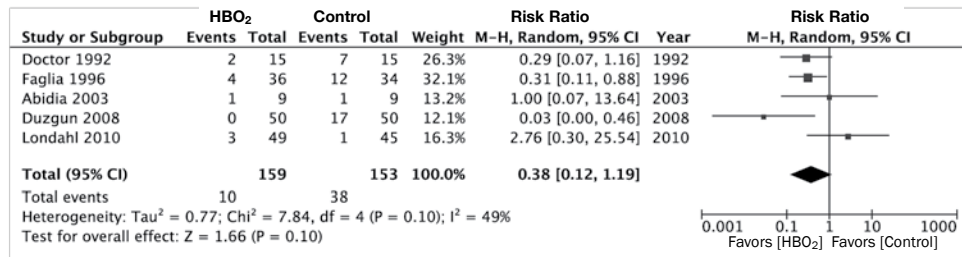 HBO₂ Control Risk Ratio Risk Ratio
Study or Subgroup Events Total Events Total Weight M-H, Random, 95% CI Year M-H, Random, 95% CI
Doctor 1992 2 15 7 15 26.3% 0.29 [0.07, 1.16] 1992
Faglia 1996 4 36 12 34 32.1% 0.31 [0.11, 0.88] 1996
Abidia 2003 1 9 1 9 13.2% 1.00 [0.07, 13.64] 2003
Duzgun 2008 0 50 17 50 12.1% 0.03 [0.00, 0.46] 2008
Londahl 2010 3 49 1 45 16.3% 2.76 [0.30, 25.54] 2010
Total (95% CI) 159 153 100.0% 0.38 [0.12, 1.19]
Total events 10 38
Heterogeneity: Tau² = 0.77; Chi² = 7.84, df = 4 (P = 0.10); I² = 49%
Test for overall effect: Z = 1.66 (P = 0.10)
0.001 0.1 1 10 1000
Favors [HBO₂] Favors [Control]